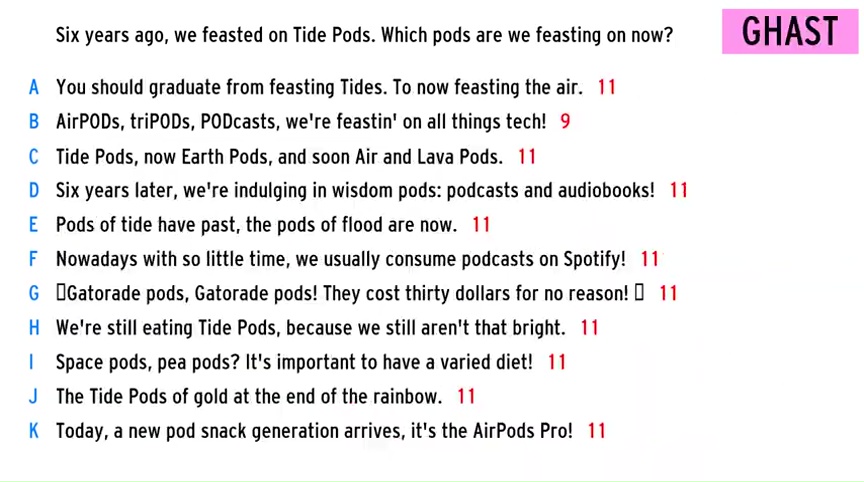 Six years ago, we feasted on Tide Pods. Which pods are we feasting on now?
GHAST
A You should graduate from feasting Tides. To now feasting the air. 11
B AirPODs, triPODs, PODcasts, we're feastin' on all things tech! 9
C Tide Pods, now Earth Pods, and soon Air and Lava Pods. 11
D Six years later, we're indulging in wisdom pods: podcasts and audiobooks! 11
E Pods of tide have past, the pods of flood are now. 11
F Nowadays with so little time, we usually consume podcasts on Spotify! 11
G ▯Gatorade pods, Gatorade pods! They cost thirty dollars for no reason! ▯ 11
H We're still eating Tide Pods, because we still aren't that bright. 11
I Space pods, pea pods? It's important to have a varied diet! 11
J The Tide Pods of gold at the end of the rainbow. 11
K Today, a new pod snack generation arrives, it's the AirPods Pro! 11